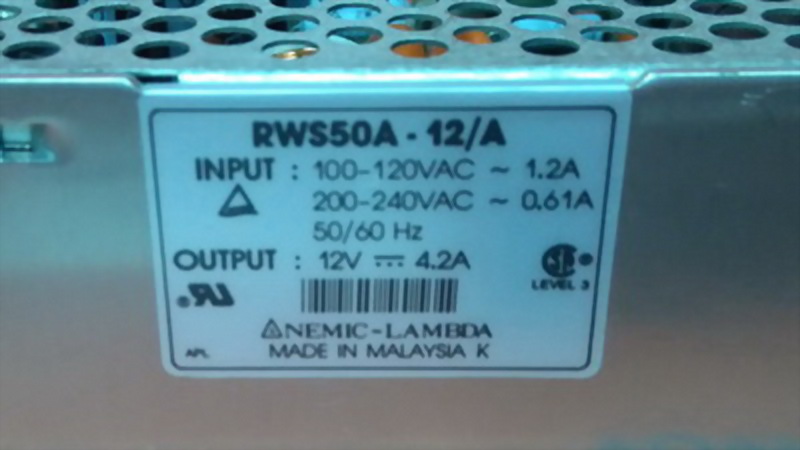 RWS50A - 12/A
INPUT : 100-120VAC ~ 1.2A
200-240VAC ~ 0.61A
50/60 Hz
OUTPUT : 12V ⎓ 4.2A
LEVEL 3
NEMIC-LAMBDA
APL
MADE IN MALAYSIA K